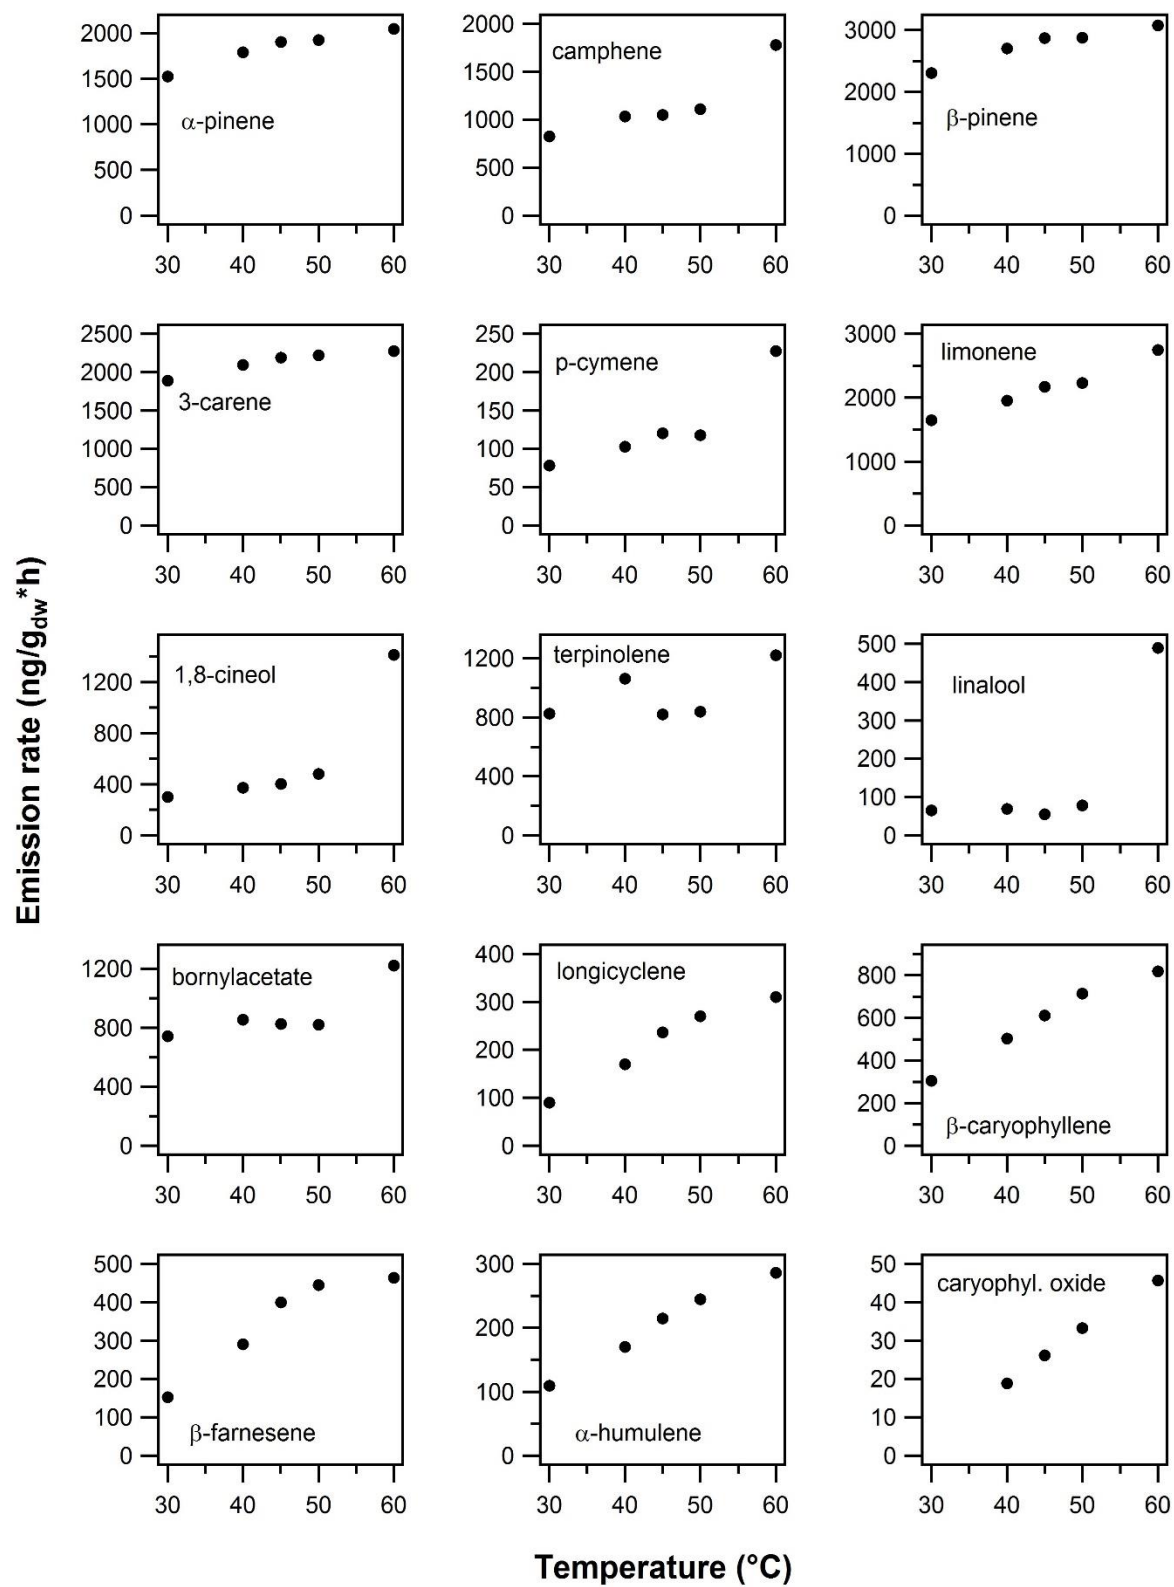 2000
1500
1000
500
0
α-pinene
30 40 50 60
2000
1500
1000
500
0
camphene
30 40 50 60
3000
2000
1000
0
β-pinene
30 40 50 60
2500
2000
1500
1000
500
0
3-carene
30 40 50 60
250
200
150
100
50
0
p-cymene
30 40 50 60
3000
2000
1000
0
limonene
30 40 50 60
Emission rate (ng/g_dw*h)
1200
800
400
0
1,8-cineol
30 40 50 60
1200
800
400
0
terpinolene
30 40 50 60
500
400
300
200
100
0
linalool
30 40 50 60
1200
800
400
0
bornylacetate
30 40 50 60
400
300
200
100
0
longicyclene
30 40 50 60
800
600
400
200
0
β-caryophyllene
30 40 50 60
500
400
300
200
100
0
β-farnesene
30 40 50 60
300
200
100
0
α-humulene
30 40 50 60
50
40
30
20
10
0
caryophyl. oxide
30 40 50 60
Temperature (°C)